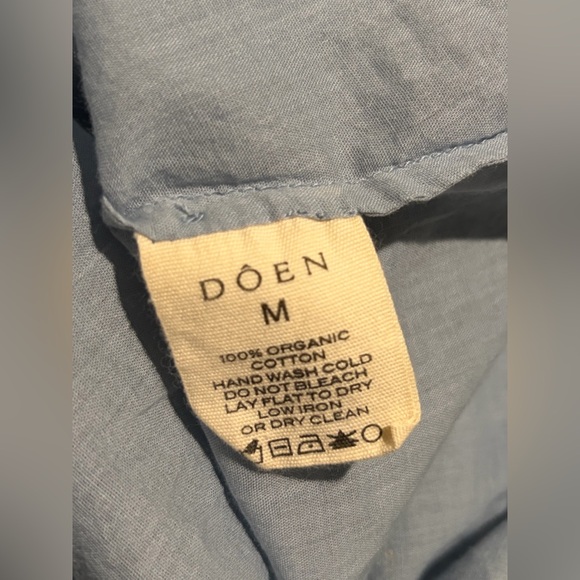 DÔEN
M
100% ORGANIC
COTTON
HAND WASH COLD
DO NOT BLEACH
LAY FLAT TO DRY
LOW IRON
OR DRY CLEAN